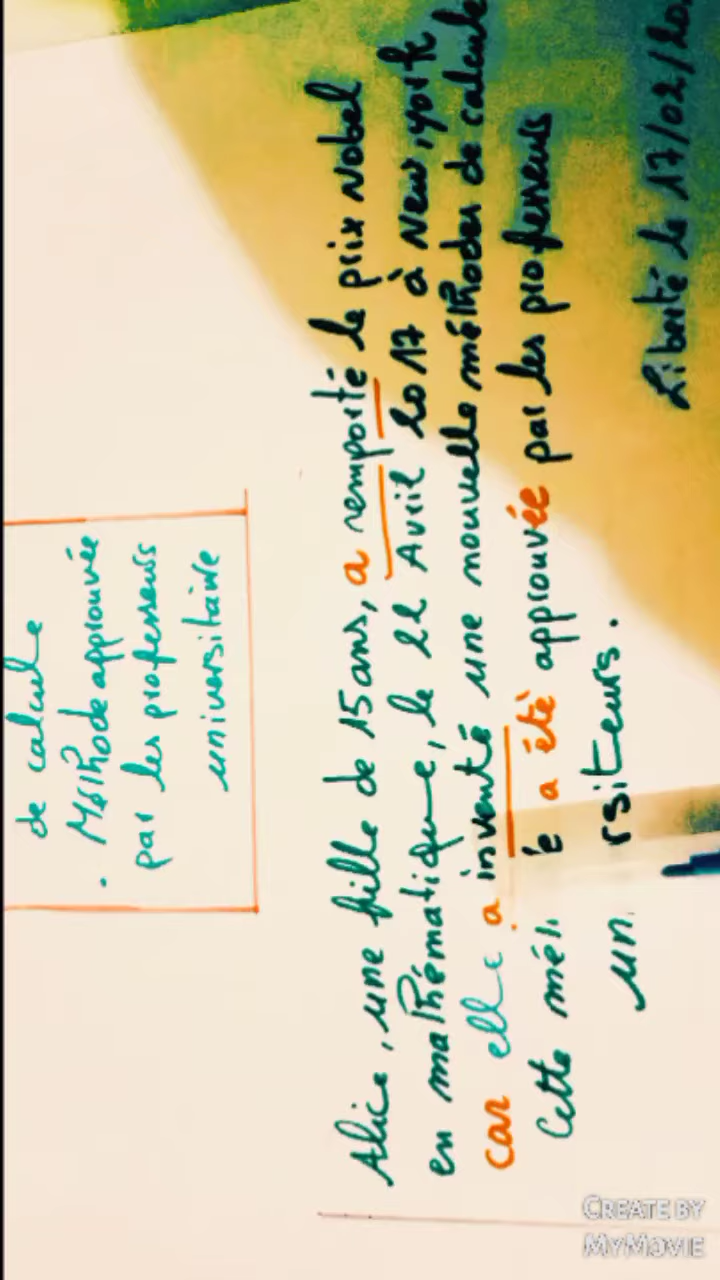 de calcule
. Méthode approuvée
par les professeurs
universitaire
Alice, une fille de 15 ans, a remporté le prix Nobel
en mathématique, le 22 Avril 2017 à New, york
car elle a inventé une nouvelle méthodes de calcule
Cette é a été approuvée par les professeurs
un rsiteurs.
Liberté le 17/02/20
CREATE BY
MYMOVIE